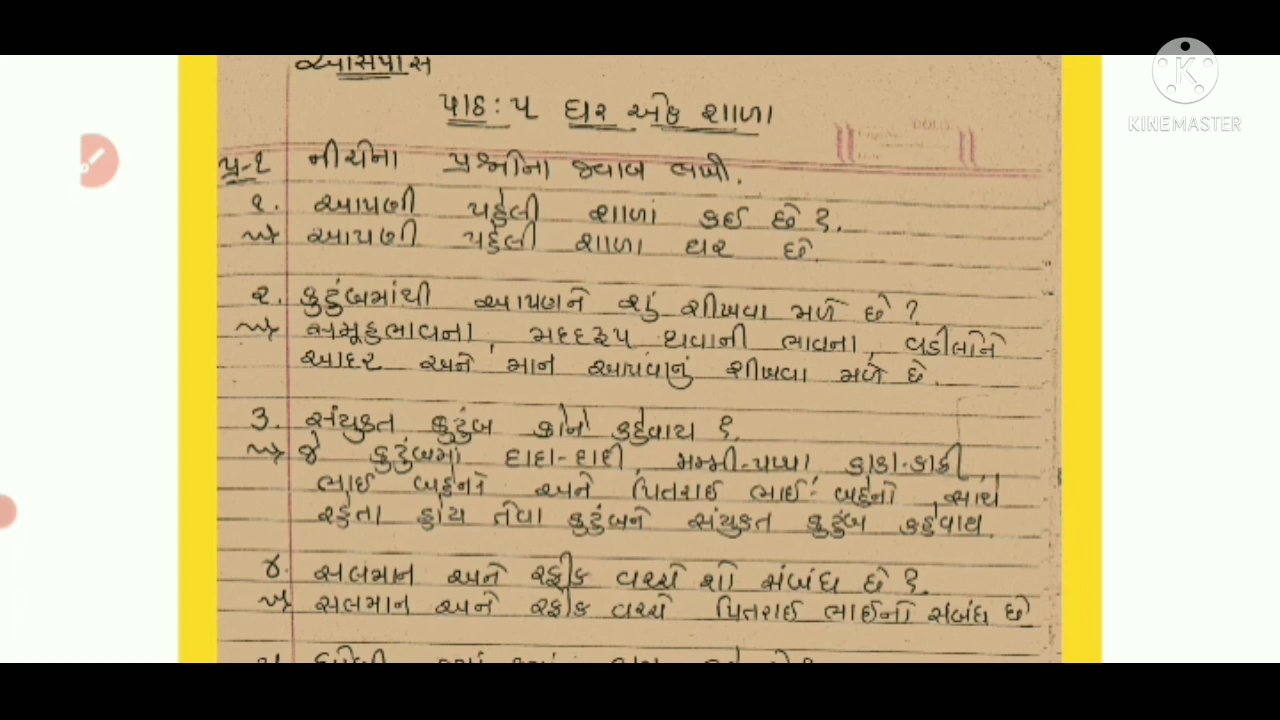 આસપાસ
પાઠ : ૫ ઘર એક શાળા
પ્ર-૧ નીચેના પ્રશ્નોના જવાબ લખો.
૧. આપણી પહેલી શાળા કઈ છે ?.
આપણી પહેલી શાળા ઘર છે.
૨. કુટુંબમાંથી આપણને શું શીખવા મળે છે ?
સમૂહભાવના, મદદરૂપ થવાની ભાવના, વડીલોને
આદર અને માન આપવાનું શીખવા મળે છે.
૩. સંયુક્ત કુટુંબ કોને કહેવાય ?.
જે કુટુંબમાં દાદા-દાદી, મમ્મી-પપ્પા કાકા-કાકી,
ભાઈ બહેનો અને પિતરાઈ ભાઈ-બહેનો સાથે
રહેતા હોય તેવા કુટુંબને સંયુક્ત કુટુંબ કહેવાય.
૪. સલમાન અને રફીક વચ્ચે શો સંબંધ છે ?.
સલમાન અને રફીક વચ્ચે પિતરાઈ ભાઈનો સંબંધ છે
KINEMASTER